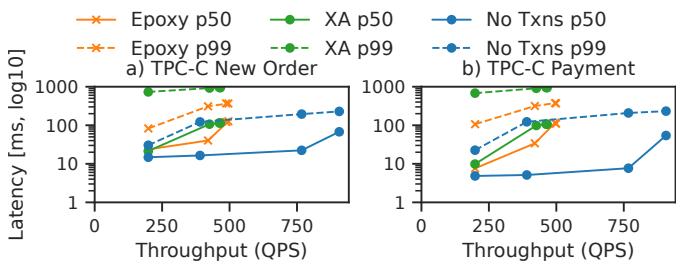 Epoxy p50 XA p50 No Txns p50
Epoxy p99 XA p99 No Txns p99
a) TPC-C New Order b) TPC-C Payment
Latency [ms, log10]
1000 1000
100 100
10 10
1 1
0 250 500 750 0 250 500 750
Throughput (QPS) Throughput (QPS)